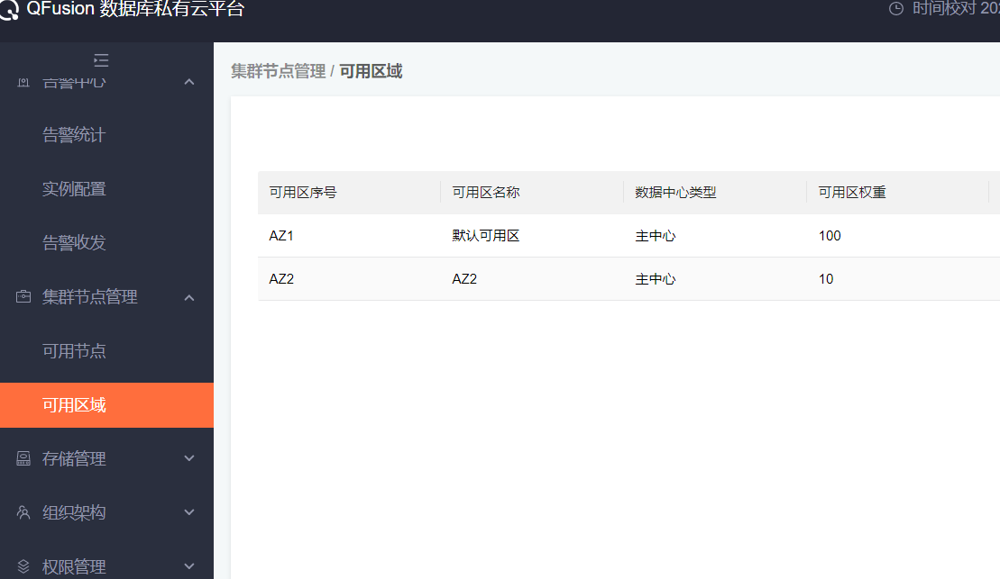 QFusion 数据库私有云平台
时间校对 202
告警中心
告警统计
实例配置
告警收发
集群节点管理
可用节点
可用区域
存储管理
组织架构
权限管理
集群节点管理 / 可用区域
可用区序号 可用区名称 数据中心类型 可用区权重
AZ1 默认可用区 主中心 100
AZ2 AZ2 主中心 10